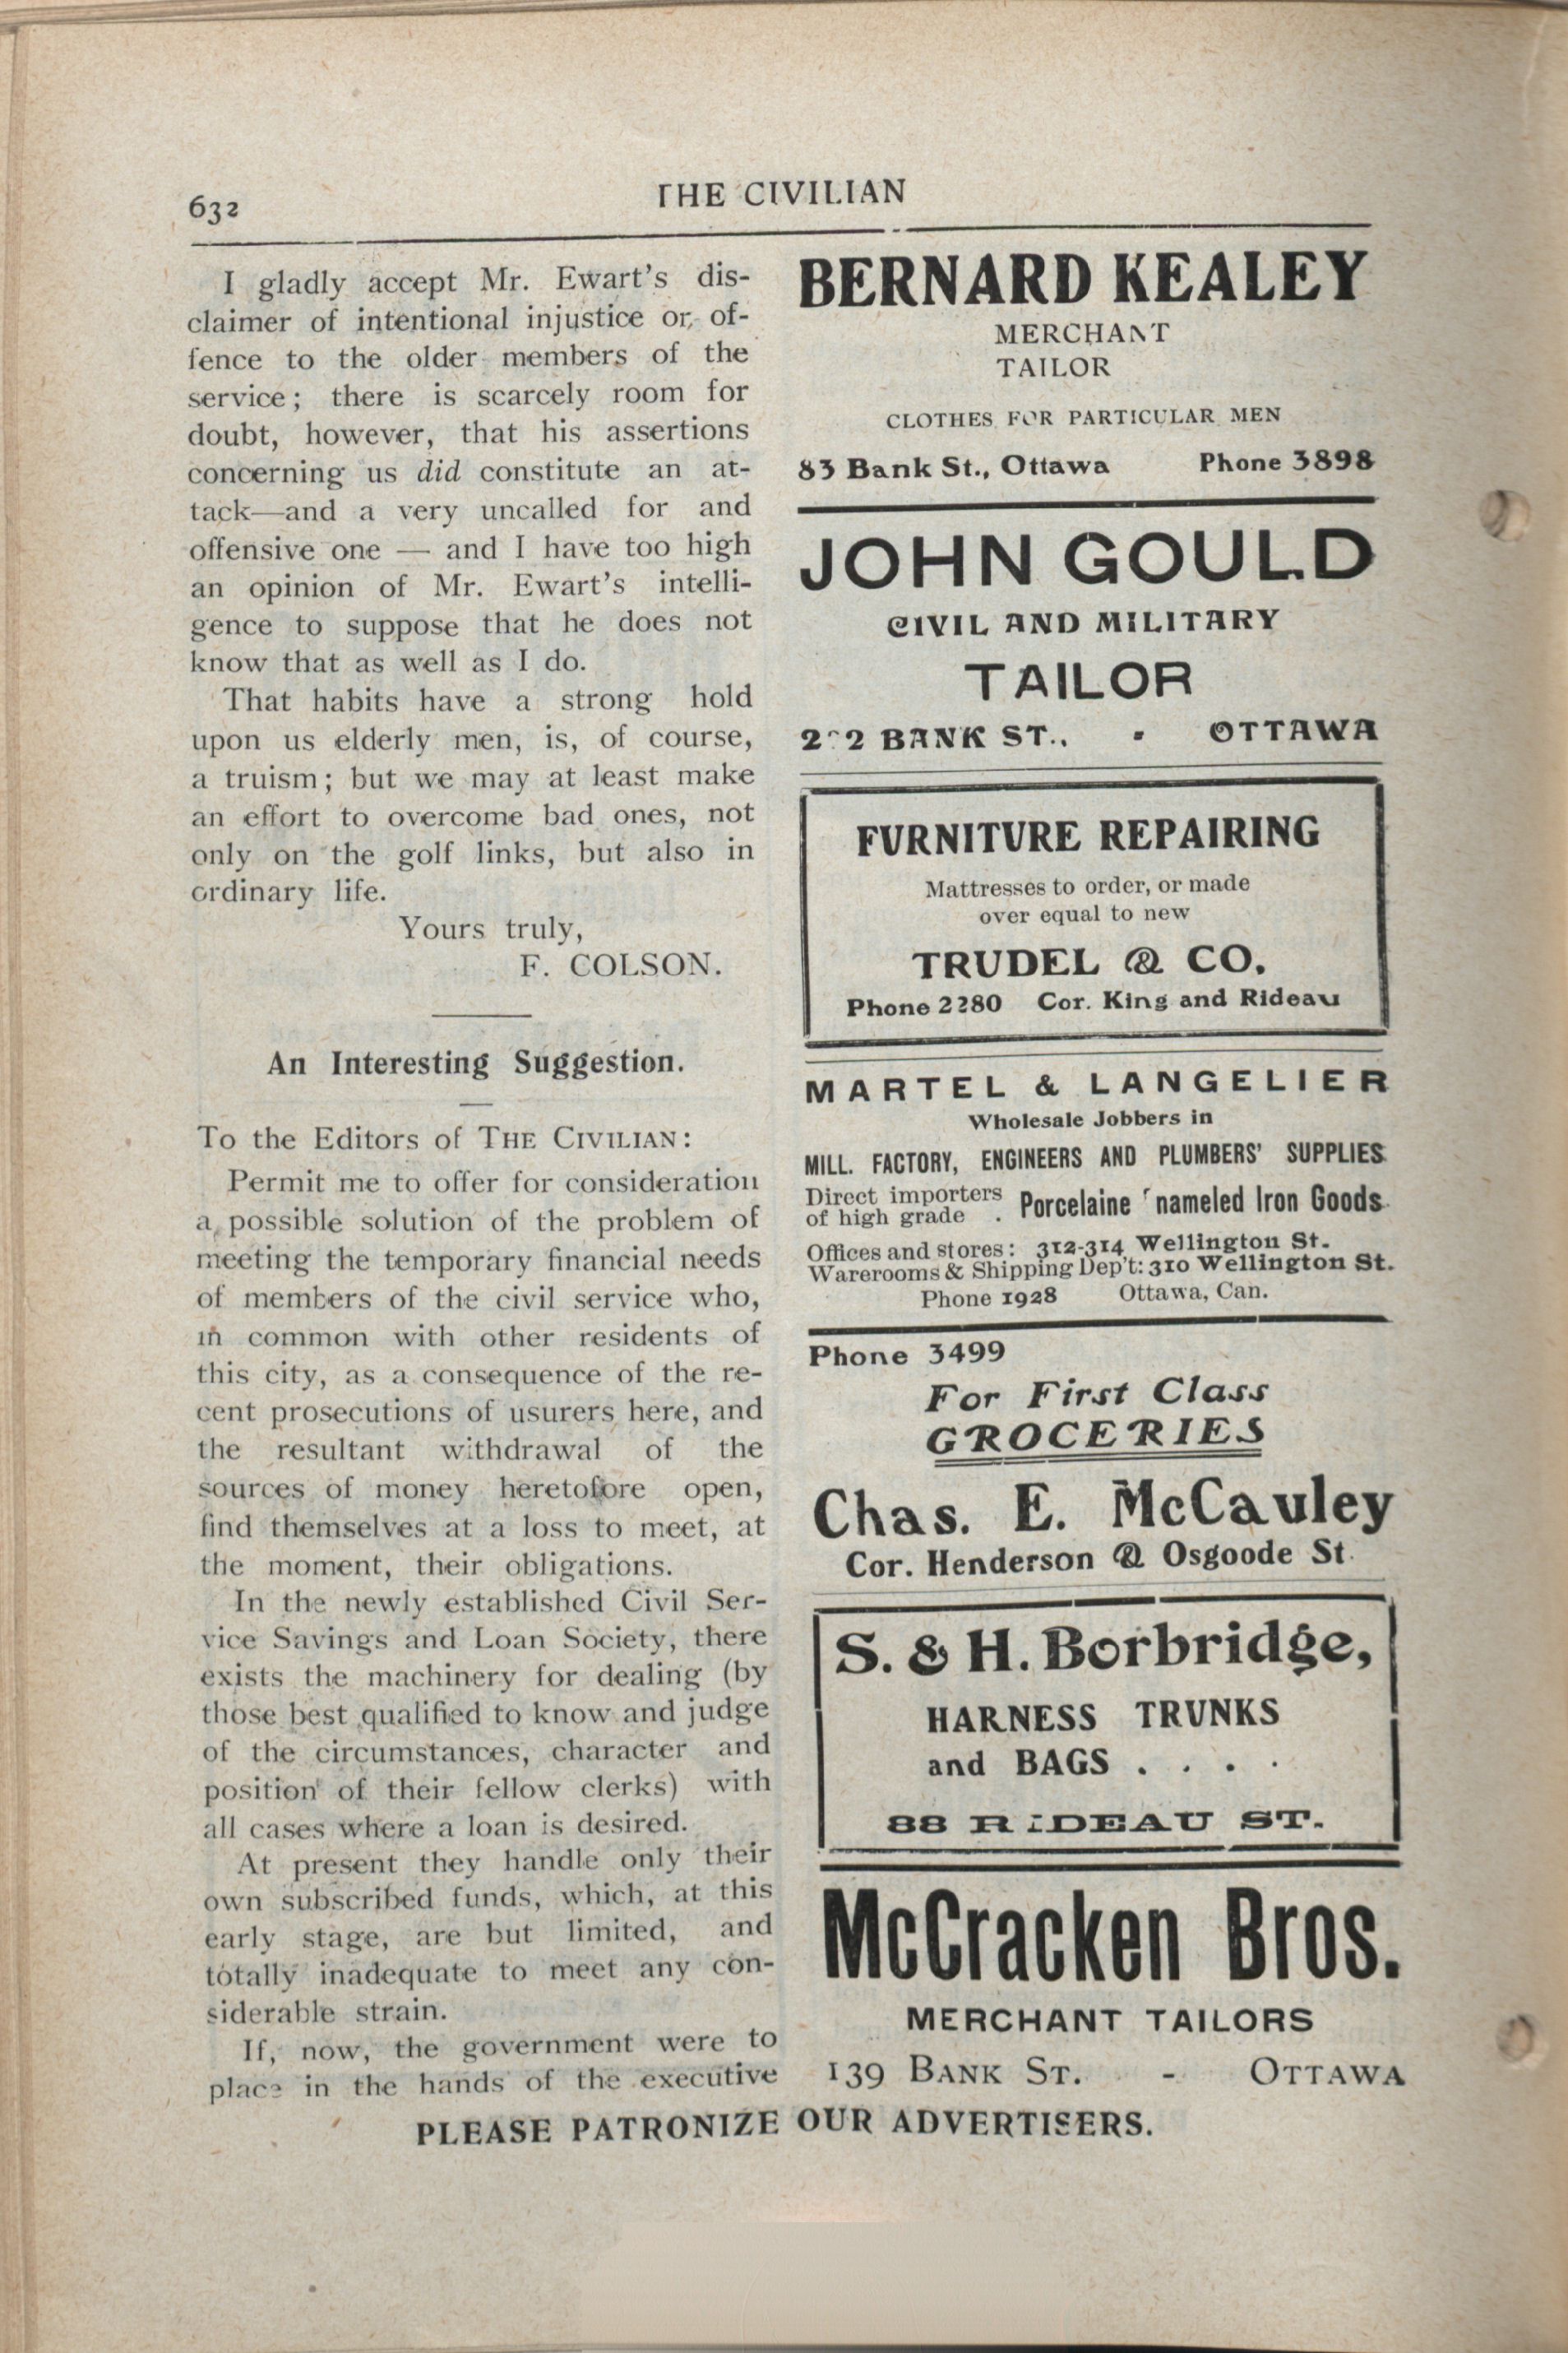 632
THE CIVILIAN
I gladly accept Mr. Ewart's dis-
claimer of intentional injustice or of-
fence to the older members of the
service; there is scarcely room for
doubt, however, that his assertions
concerning us did constitute an at-
tack—and a very uncalled for and
offensive one — and I have too high
an opinion of Mr. Ewart's intelli-
gence to suppose that he does not
know that as well as I do.
That habits have a strong hold
upon us elderly men, is, of course,
a truism; but we may at least make
an effort to overcome bad ones, not
only on the golf links, but also in
ordinary life.
Yours truly,
F. COLSON.
An Interesting Suggestion.
To the Editors of THE CIVILIAN:
Permit me to offer for consideration
a possible solution of the problem of
meeting the temporary financial needs
of members of the civil service who,
in common with other residents of
this city, as a consequence of the re-
cent prosecutions of usurers here, and
the resultant withdrawal of the
sources of money heretofore open,
find themselves at a loss to meet, at
the moment, their obligations.
In the newly established Civil Ser-
vice Savings and Loan Society, there
exists the machinery for dealing (by
those best qualified to know and judge
of the circumstances, character and
position of their fellow clerks) with
all cases where a loan is desired.
At present they handle only their
own subscribed funds, which, at this
early stage, are but limited, and
totally inadequate to meet any con-
siderable strain.
If, now, the government were to
place in the hands of the executive
BERNARD KEALEY
MERCHANT
TAILOR
CLOTHES FOR PARTICULAR MEN
83 Bank St., Ottawa Phone 3898
JOHN GOULD
CIVIL AND MILITARY
TAILOR
BANK ST., - OTTAWA
FURNITURE REPAIRING
Mattresses to order, or made
over equal to new
TRUDEL & CO.
Phone 2280 Cor. King and Rideau
MARTEL & LANGELIER
Wholesale Jobbers in
MILL. FACTORY, ENGINEERS AND PLUMBERS' SUPPLIES
Direct importers
of high grade . Porcelaine 'nameled Iron Goods.
Offices and stores: 312-314 Wellington St.
Warerooms & Shipping Dep't: 310 Wellington St.
Phone 1928 Ottawa, Can.
Phone 3499
For First Class
GROCERIES
Chas. E. McCauley
Cor. Henderson & Osgoode St.
S. & H. Borbridge,
HARNESS TRUNKS
and BAGS . . . .
88 RIDEAU ST.
McCracken Bros.
MERCHANT TAILORS
139 BANK ST. - OTTAWA
PLEASE PATRONIZE OUR ADVERTISERS.